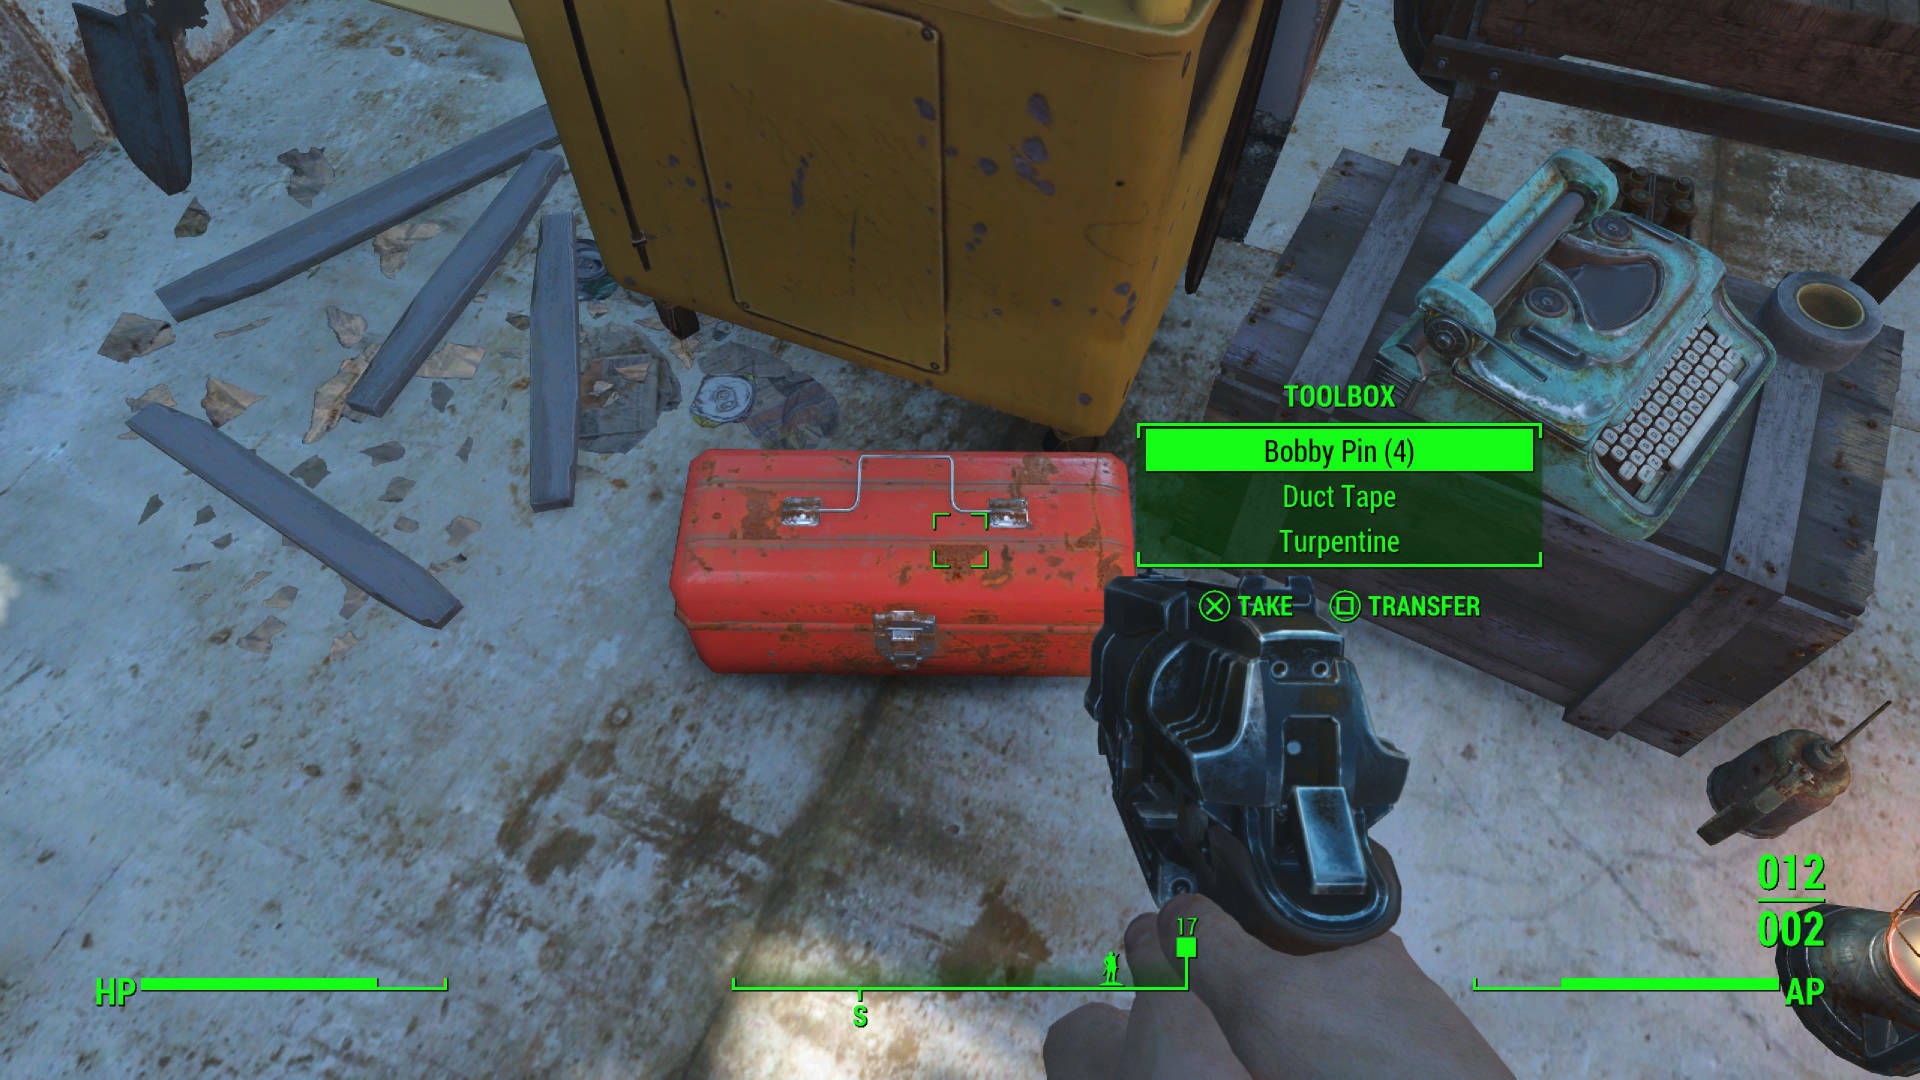 TOOLBOX
Bobby Pin (4)
Duct Tape
Turpentine
TAKE TRANSFER
012
002
17
HP
AP
S